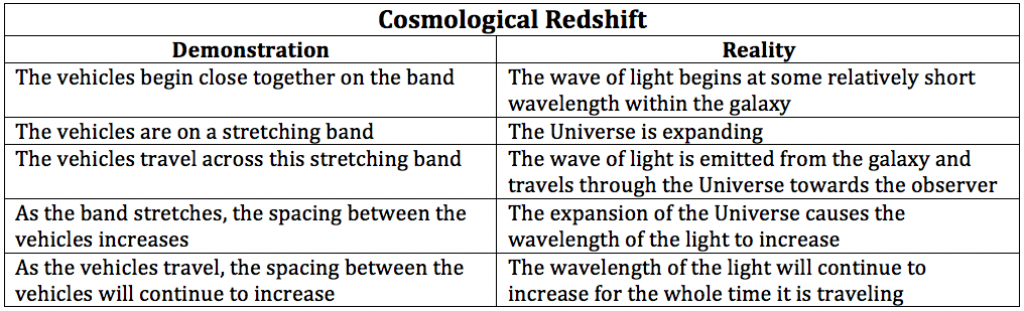 Cosmological Redshift
Demonstration
Reality
The vehicles begin close together on the band
The wave of light begins at some relatively short
wavelength within the galaxy
The vehicles are on a stretching band
The Universe is expanding
The vehicles travel across this stretching band
The wave of light is emitted from the galaxy and
travels through the Universe towards the observer
As the band stretches, the spacing between the
vehicles increases
The expansion of the Universe causes the
wavelength of the light to increase
As the vehicles travel, the spacing between the
vehicles will continue to increase
The wavelength of the light will continue to
increase for the whole time it is traveling